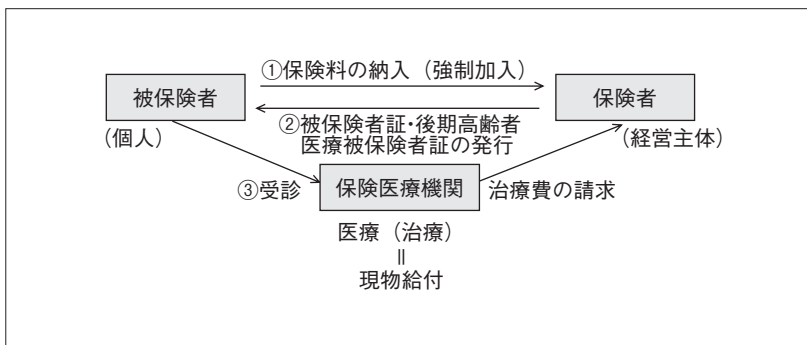 ①保険料の納入（強制加入）
被保険者
保険者
②被保険者証・後期高齢者
医療被保険者証の発行
（個人）
（経営主体）
③受診
保険医療機関
治療費の請求
医療（治療）
＝
現物給付